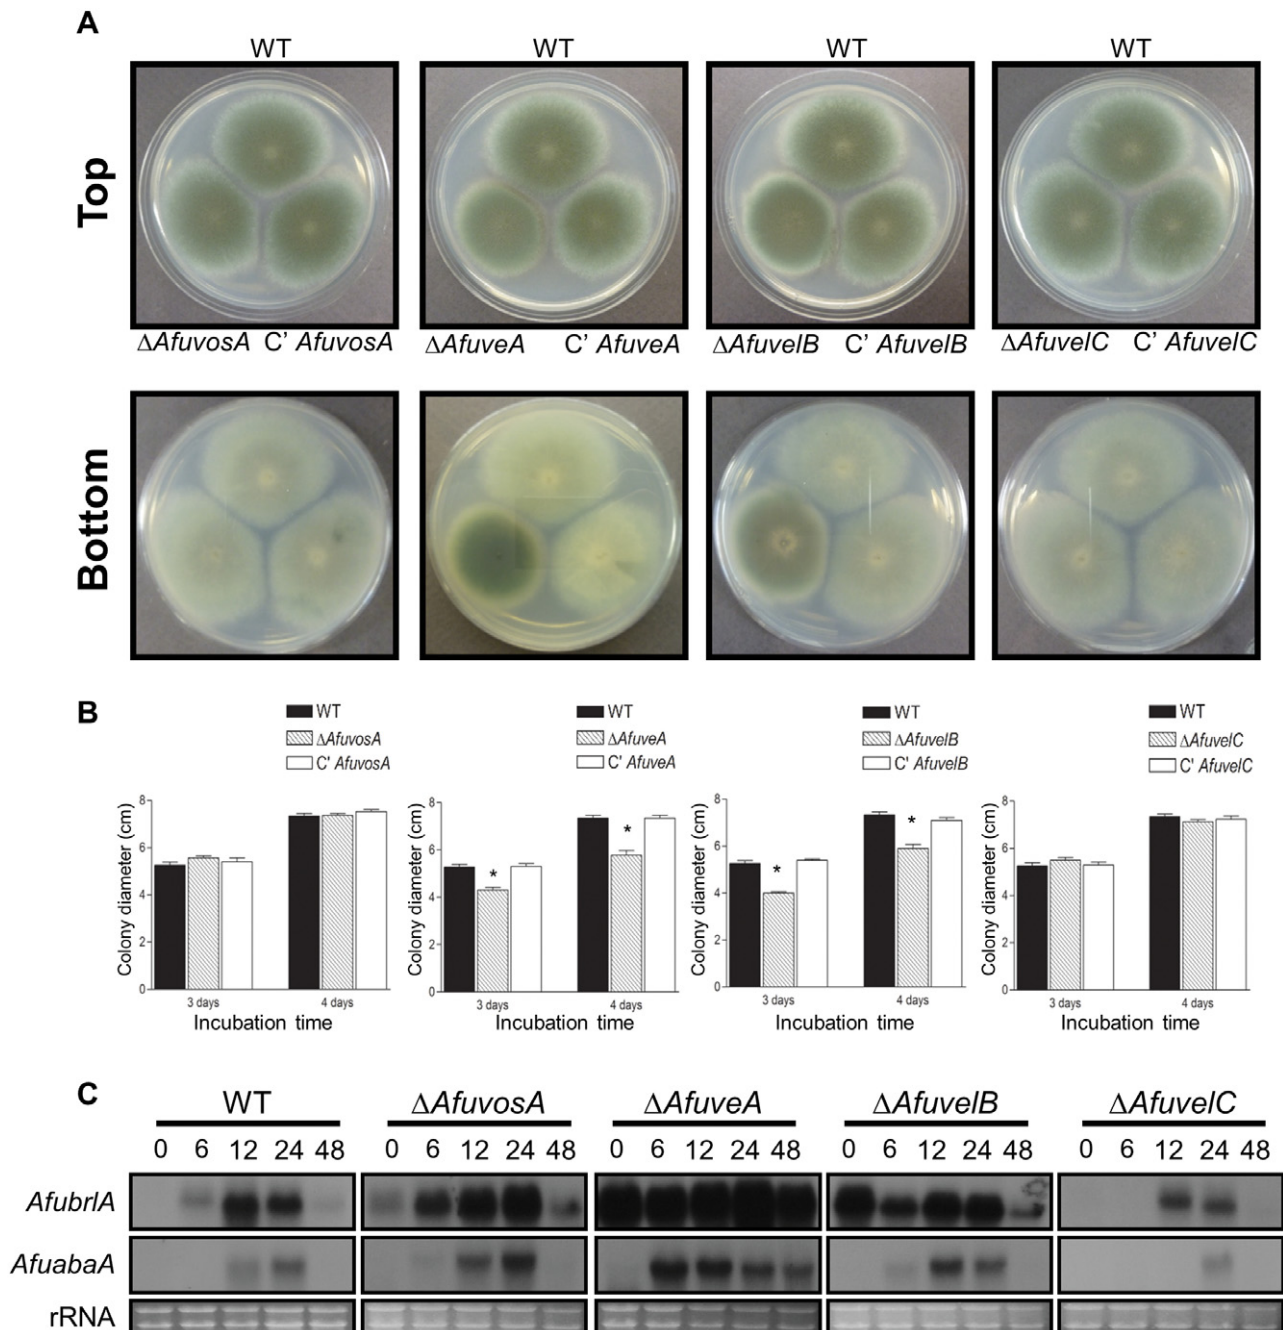 A
WT WT WT WT
Top
ΔAfuvosA C' AfuvosA ΔAfuveA C' AfuveA ΔAfuvelB C' AfuvelB ΔAfuvelC C' AfuvelC
Bottom
B
WT WT WT WT
ΔAfuvosA ΔAfuveA ΔAfuvelB ΔAfuvelC
C' AfuvosA C' AfuveA C' AfuvelB C' AfuvelC
Colony diameter (cm) Colony diameter (cm) Colony diameter (cm) Colony diameter (cm)
8 8 8 8
6 6 6 6
4 4 4 4
2 2 2 2
0 0 0 0
* * * *
3 days 4 days 3 days 4 days 3 days 4 days 3 days 4 days
Incubation time Incubation time Incubation time Incubation time
C
WT ΔAfuvosA ΔAfuveA ΔAfuvelB ΔAfuvelC
0 6 12 24 48 0 6 12 24 48 0 6 12 24 48 0 6 12 24 48 0 6 12 24 48
AfubrlA
AfuabaA
rRNA